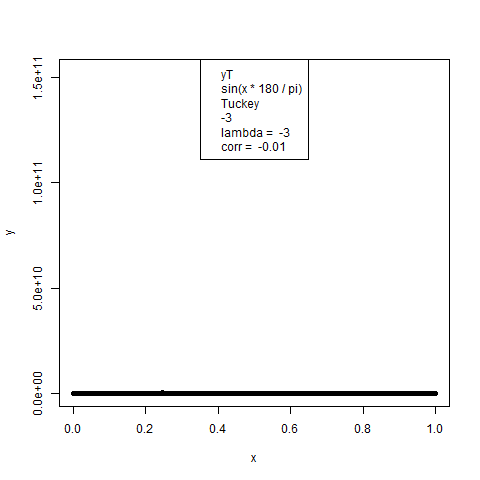 yT
sin(x * 180 / pi)
Tuckey
-3
lambda = -3
corr = -0.01
1.5e+11
1.0e+11
5.0e+10
0.0e+00
y
0.0 0.2 0.4 0.6 0.8 1.0
x